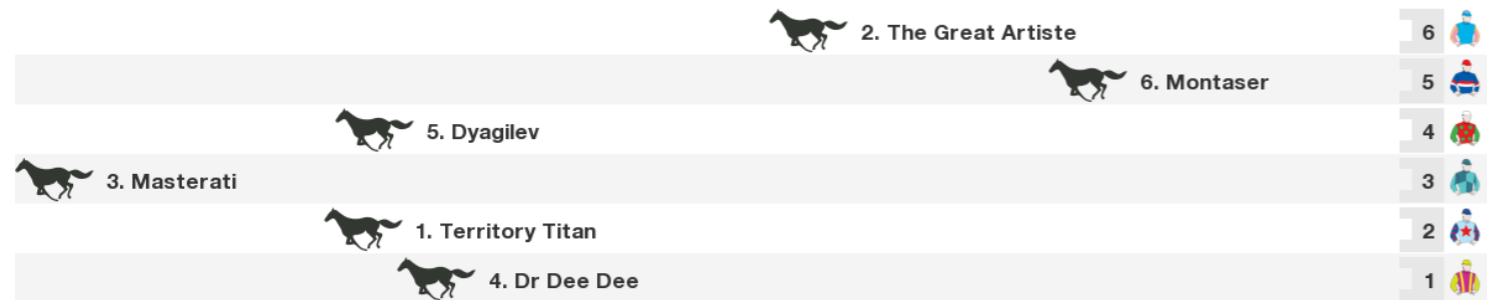 2. The Great Artiste 6
6. Montaser 5
5. Dyagilev 4
3. Masterati 3
1. Territory Titan 2
4. Dr Dee Dee 1